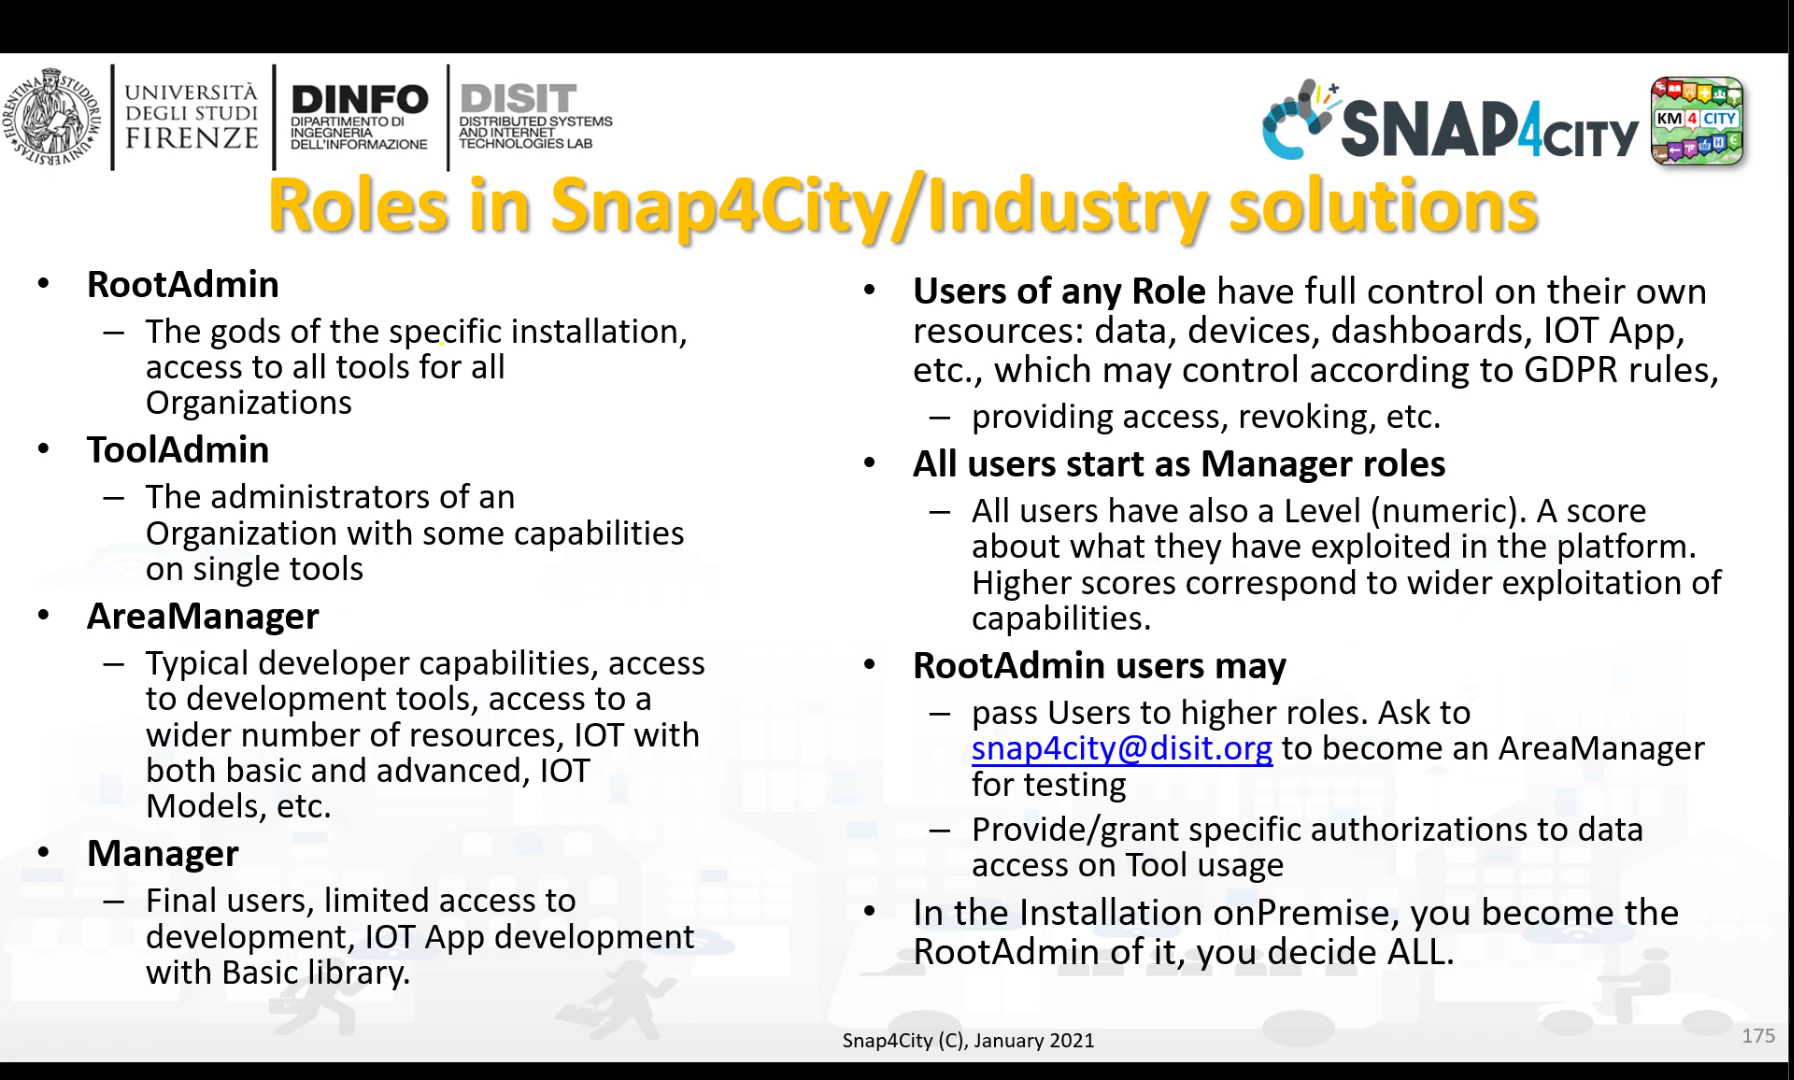 UNIVERSITÀ
DEGLI STUDI
FIRENZE
DINFO
DIPARTIMENTO DI
INGEGNERIA
DELL'INFORMAZIONE
DISIT
DISTRIBUTED SYSTEMS
AND INTERNET
TECHNOLOGIES LAB
SNAP4CITY
KM 4 CITY
Roles in Snap4City/Industry solutions
• RootAdmin
– The gods of the specific installation,
access to all tools for all
Organizations
• ToolAdmin
– The administrators of an
Organization with some capabilities
on single tools
• AreaManager
– Typical developer capabilities, access
to development tools, access to a
wider number of resources, IOT with
both basic and advanced, IOT
Models, etc.
• Manager
– Final users, limited access to
development, IOT App development
with Basic library.
• Users of any Role have full control on their own
resources: data, devices, dashboards, IOT App,
etc., which may control according to GDPR rules,
– providing access, revoking, etc.
• All users start as Manager roles
– All users have also a Level (numeric). A score
about what they have exploited in the platform.
Higher scores correspond to wider exploitation of
capabilities.
• RootAdmin users may
– pass Users to higher roles. Ask to
snap4city@disit.org to become an AreaManager
for testing
– Provide/grant specific authorizations to data
access on Tool usage
• In the Installation onPremise, you become the
RootAdmin of it, you decide ALL.
Snap4City (C), January 2021
175